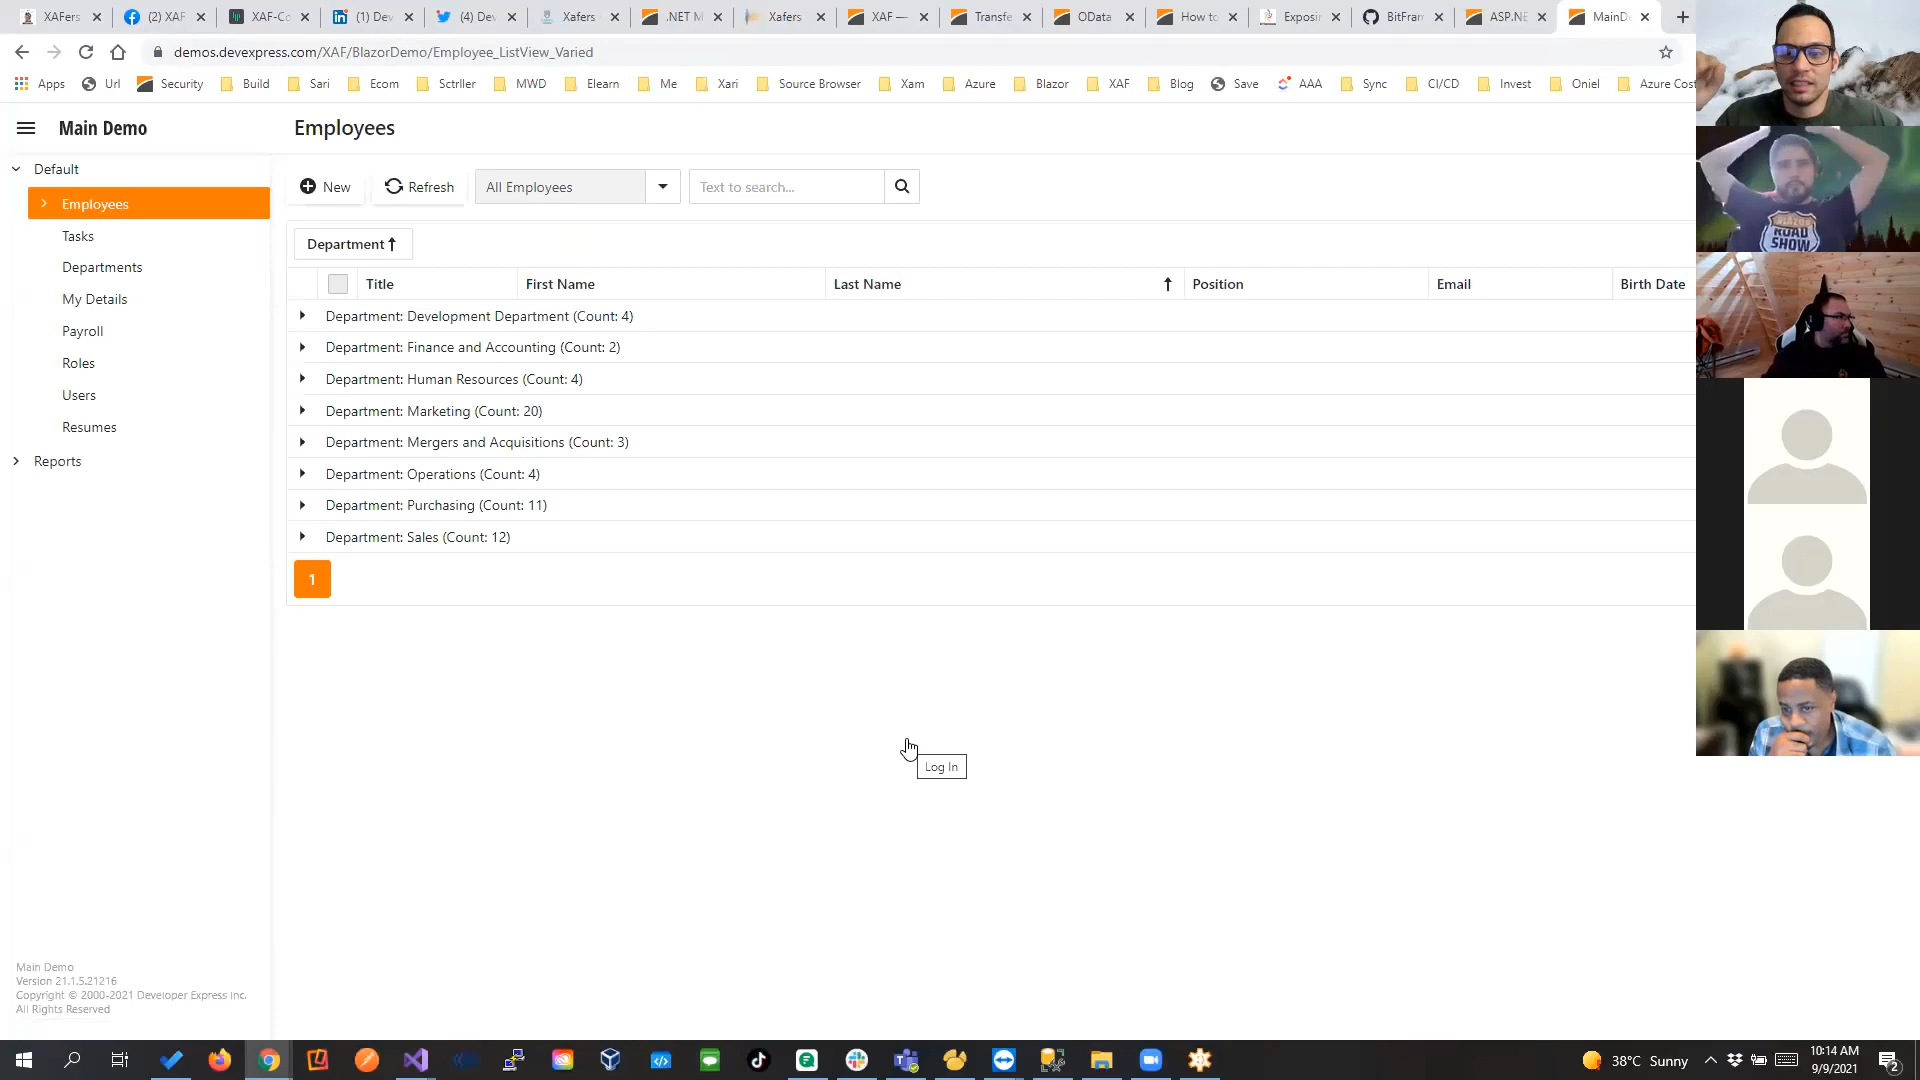 XAFers
(2) XAF
XAF-Co
(1) Dev
(4) Dev
Xafers
.NET M
Xafers
XAF —
Transfe
OData
How to
Exposin
BitFram
ASP.NE
MainDe
demos.devexpress.com/XAF/BlazorDemo/Employee_ListView_Varied
Apps
Url
Security
Build
Sari
Ecom
Sctrller
MWD
Elearn
Me
Xari
Source Browser
Xam
Azure
Blazor
XAF
Blog
Save
AAA
Sync
CI/CD
Invest
Oniel
Azure Cost
Main Demo
Employees
Default
Employees
Tasks
Departments
My Details
Payroll
Roles
Users
Resumes
Reports
New
Refresh
All Employees
Text to search...
Department
Title
First Name
Last Name
Position
Email
Birth Date
Department: Development Department (Count: 4)
Department: Finance and Accounting (Count: 2)
Department: Human Resources (Count: 4)
Department: Marketing (Count: 20)
Department: Mergers and Acquisitions (Count: 3)
Department: Operations (Count: 4)
Department: Purchasing (Count: 11)
Department: Sales (Count: 12)
1
Log In
BLAZOR
ROAD
SHOW
Main Demo
Version 21.1.5.21216
Copyright © 2000-2021 Developer Express Inc.
All Rights Reserved
38°C Sunny
10:14 AM
9/9/2021
2